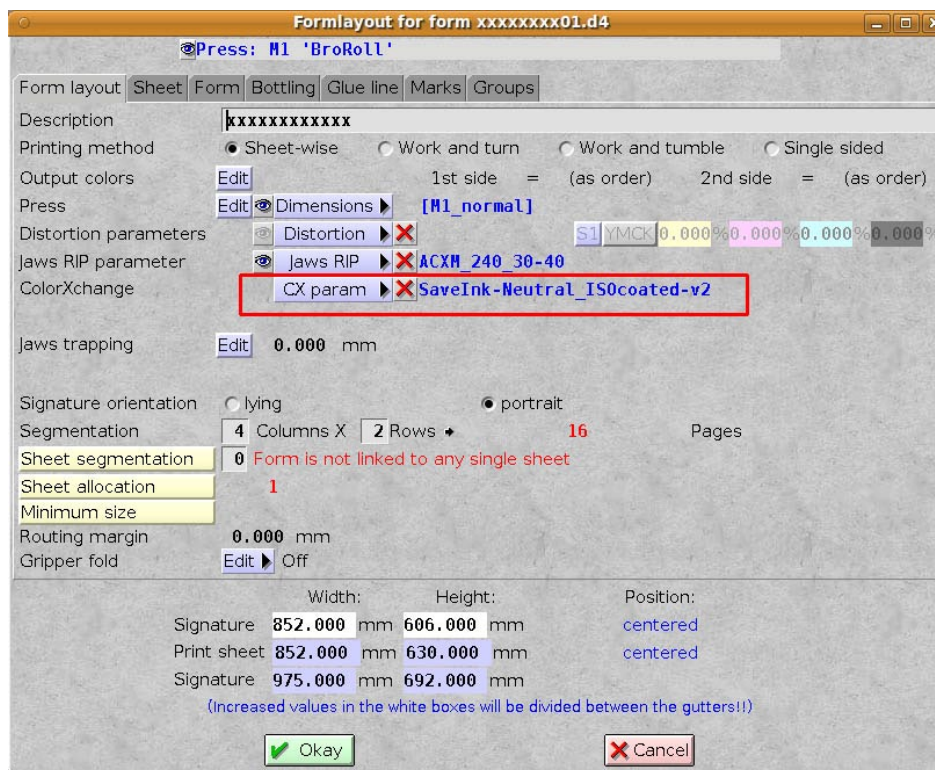 Formlayout for form xxxxxxxx01.d4
Press: M1 'BroRoll'
Form layout Sheet Form Bottling Glue line Marks Groups
Description xxxxxxxxxxxx
Printing method Sheet-wise Work and turn Work and tumble Single sided
Output colors Edit 1st side = (as order) 2nd side = (as order)
Press Edit Dimensions [M1_normal]
Distortion parameters Distortion S1 YMCK 0.000% 0.000% 0.000% 0.000%
Jaws RIP parameter Jaws RIP ACXM_240_30-40
ColorXchange CX param SaveInk-Neutral_ISOcoated-v2
Jaws trapping Edit 0.000 mm
Signature orientation lying portrait
Segmentation 4 Columns X 2 Rows 16 Pages
Sheet segmentation 0 Form is not linked to any single sheet
Sheet allocation 1
Minimum size
Routing margin 0.000 mm
Gripper fold Edit Off
Width: Height: Position:
Signature 852.000 mm 606.000 mm centered
Print sheet 852.000 mm 630.000 mm centered
Signature 975.000 mm 692.000 mm
(Increased values in the white boxes will be divided between the gutters!!)
Okay Cancel